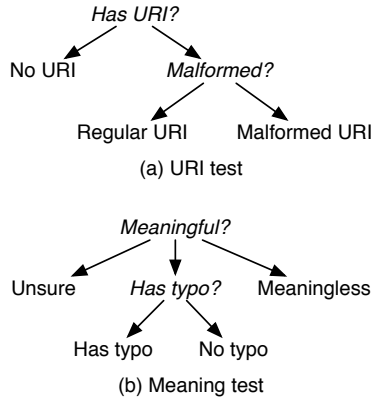 Has URI?
No URI Malformed?
Regular URI Malformed URI
(a) URI test
Meaningful?
Unsure Has typo? Meaningless
Has typo No typo
(b) Meaning test